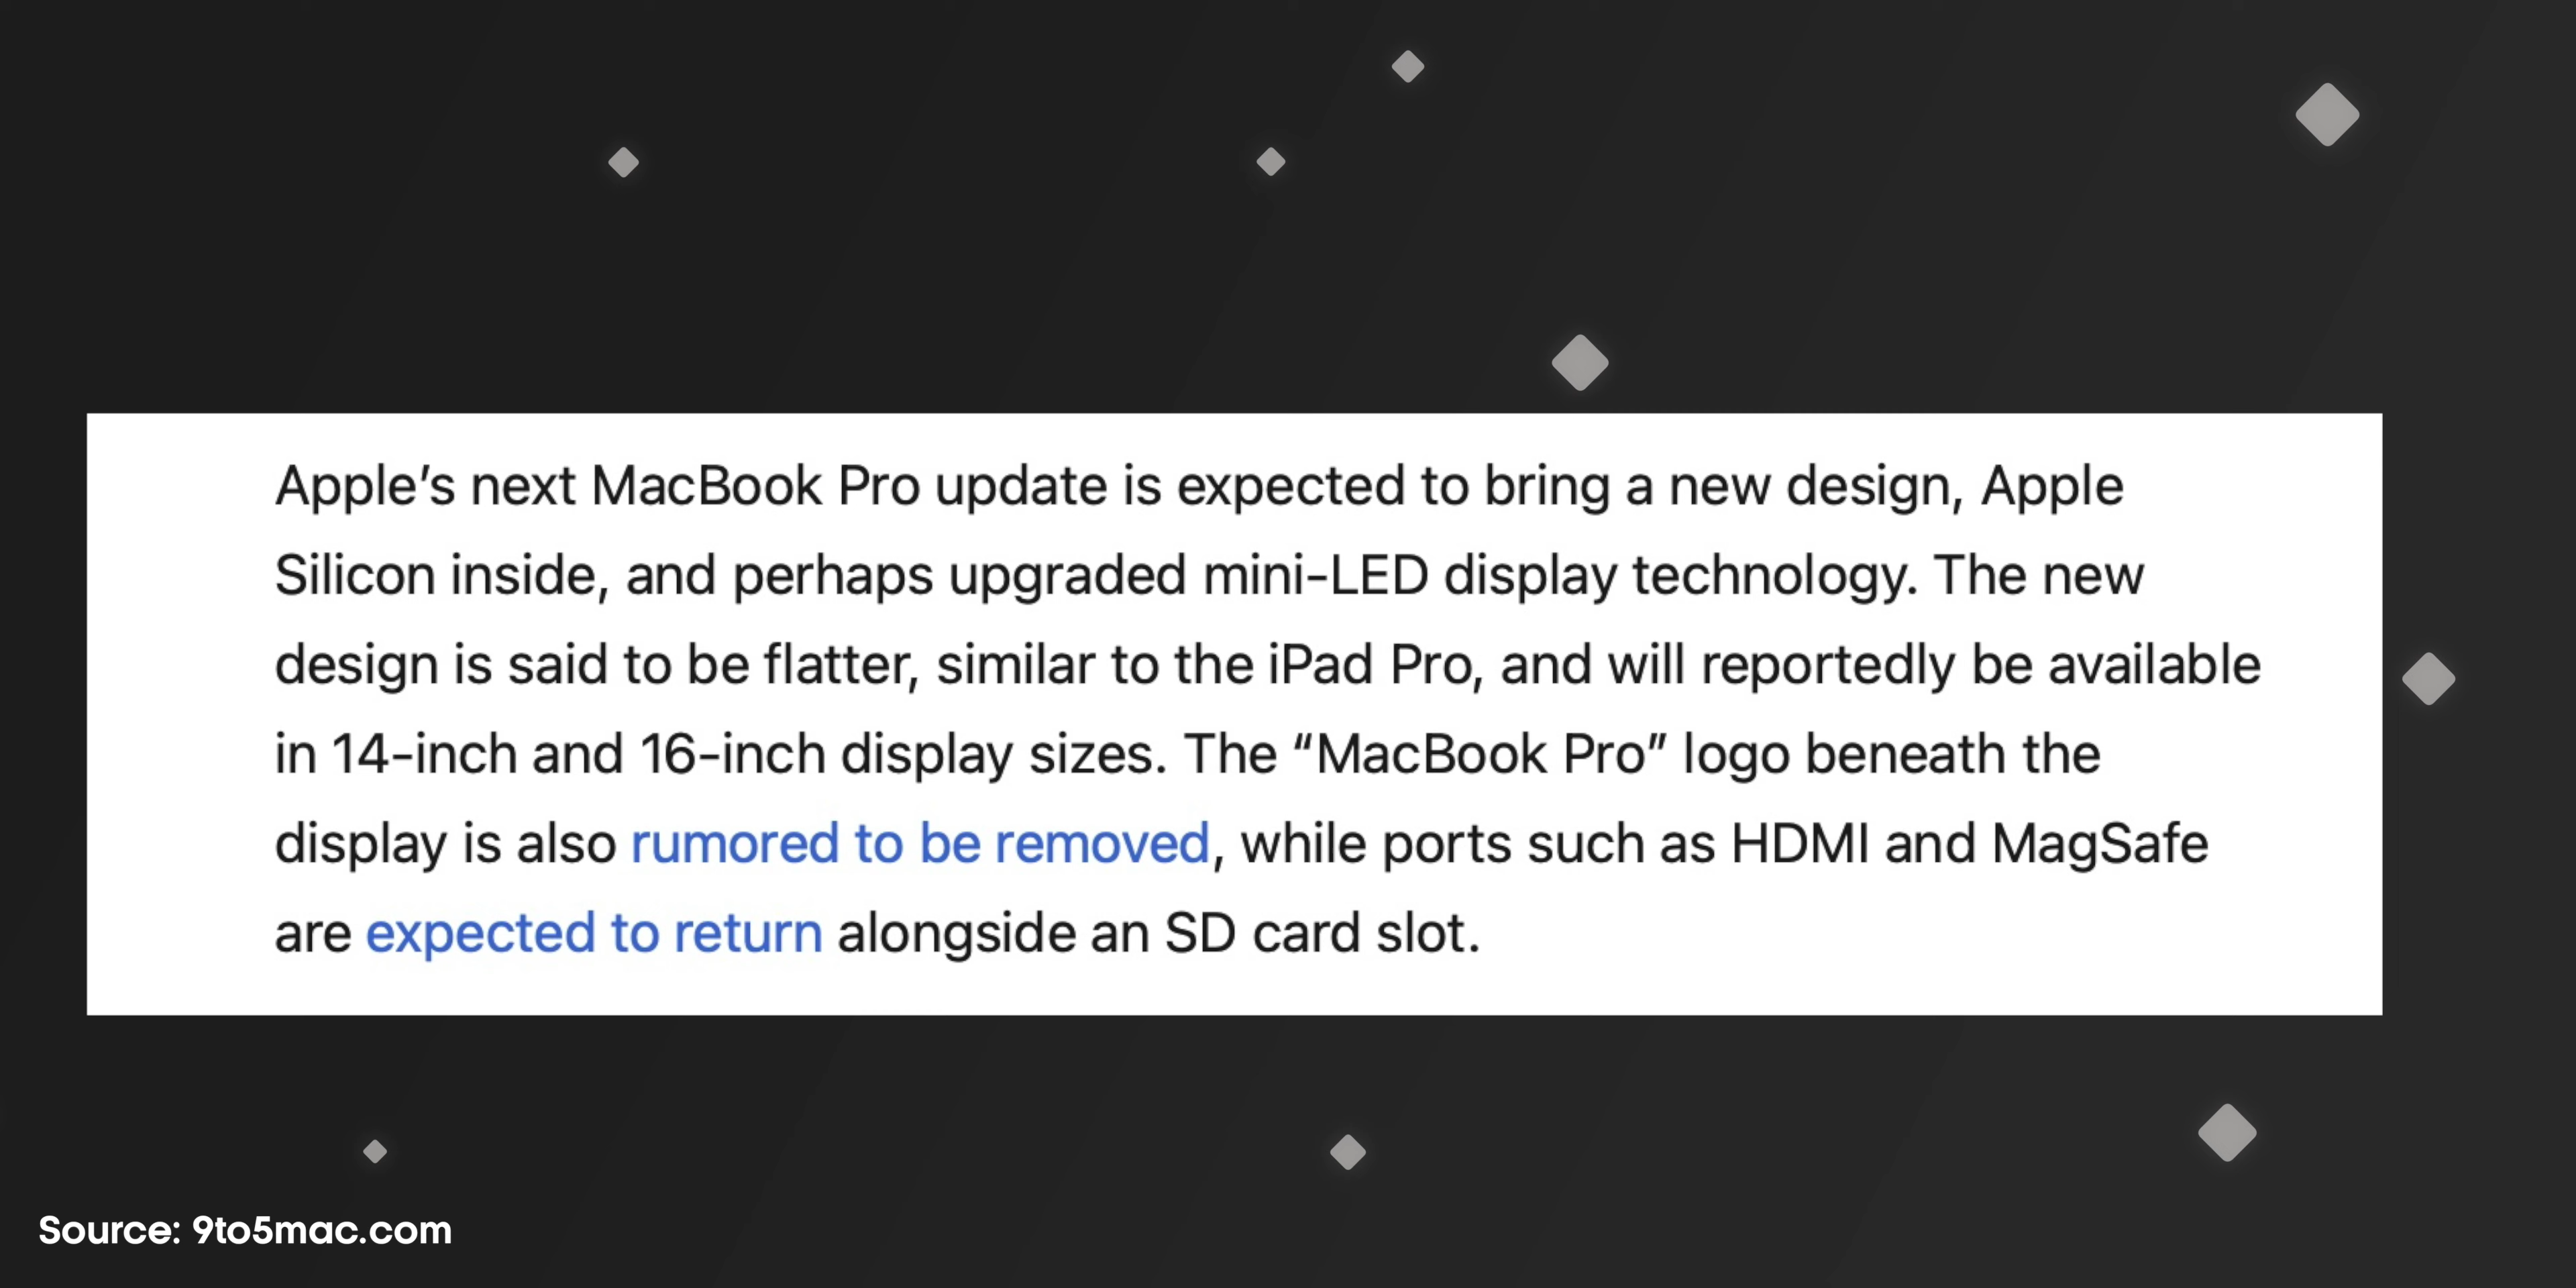 Apple’s next MacBook Pro update is expected to bring a new design, Apple
Silicon inside, and perhaps upgraded mini-LED display technology. The new
design is said to be flatter, similar to the iPad Pro, and will reportedly be available
in 14-inch and 16-inch display sizes. The “MacBook Pro” logo beneath the
display is also rumored to be removed, while ports such as HDMI and MagSafe
are expected to return alongside an SD card slot.
Source: 9to5mac.com